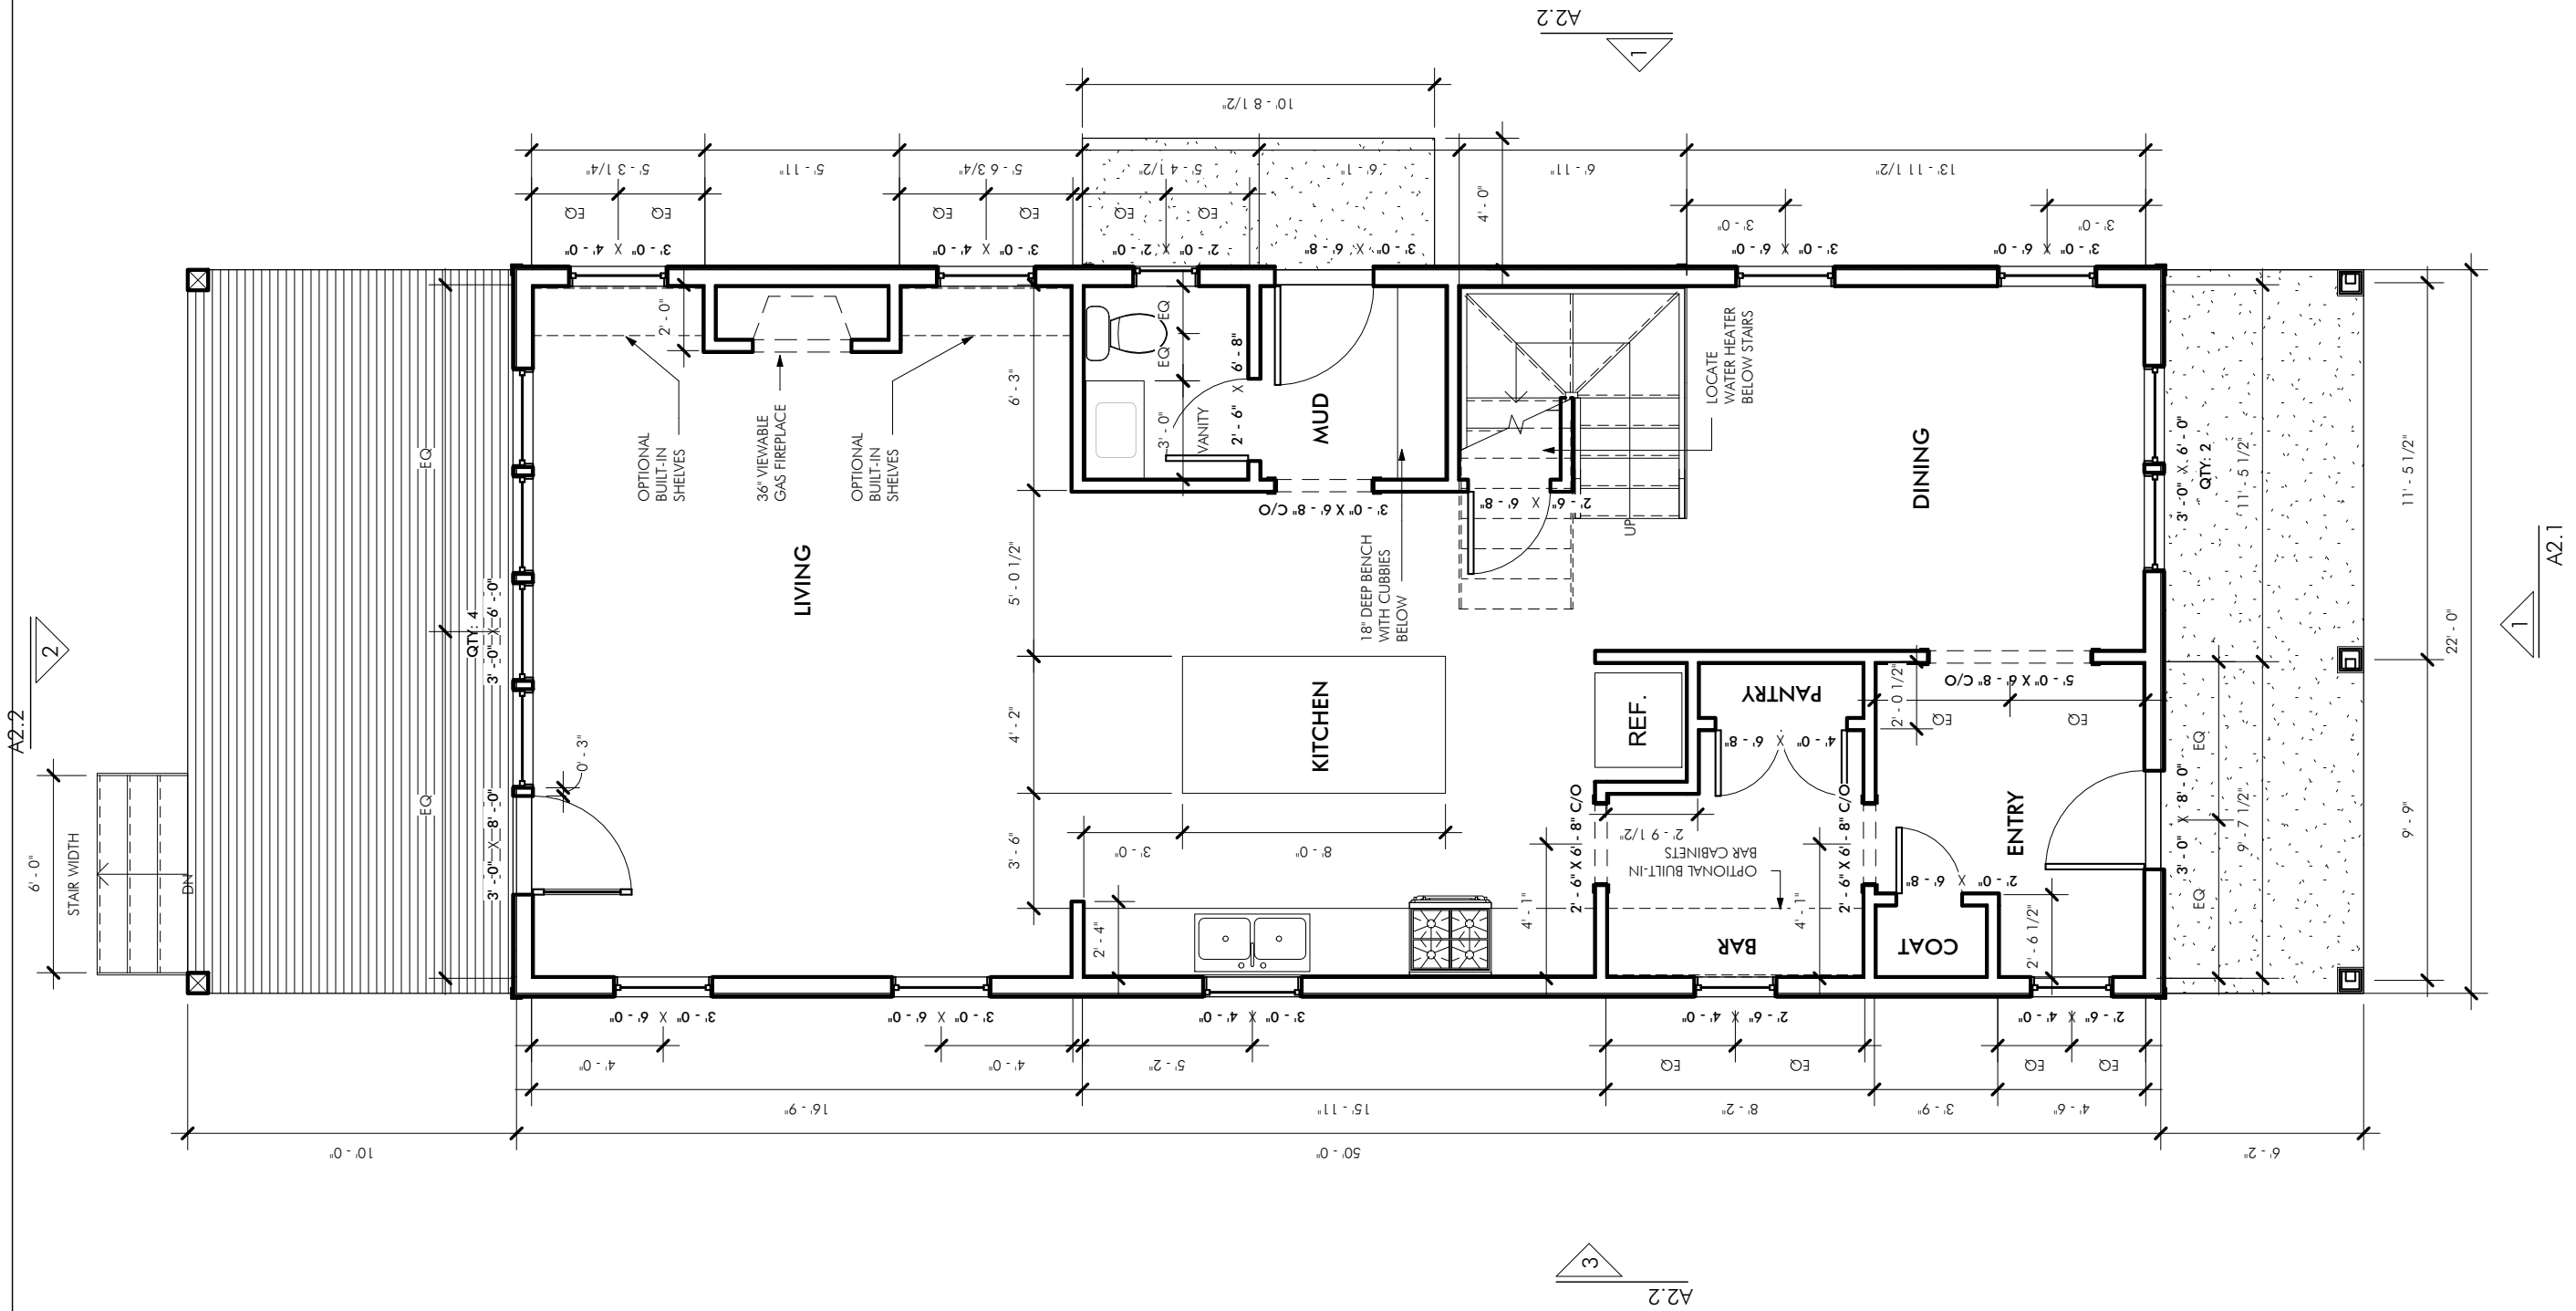 A2.2
1
10' - 8 1/2"
5' - 3 1/4"
5' - 11"
5' - 6 3/4"
5' - 4 1/2"
6' - 1"
6' - 11"
13' - 11 1/2"
4' - 0"
EQ
EQ
EQ
EQ
EQ
EQ
3' - 0"
3' - 0"
3' - 0" X 4' - 0"
3' - 0" X 4' - 0"
2' - 0" X 2' - 0"
3' - 0" X 6' - 8"
3' - 0" X 6' - 0"
3' - 0" X 6' - 0"
2' - 0"
EQ
EQ
6' - 3"
3' - 0"
VANITY
2' - 6" X 6' - 8"
MUD
LOCATE
WATER HEATER
BELOW STAIRS
OPTIONAL
BUILT-IN
SHELVES
36" VIEWABLE
GAS FIREPLACE
OPTIONAL
BUILT-IN
SHELVES
EQ
3' - 0" X 6' - 8" C/O
2' - 6" X 6' - 8"
UP
DINING
3' - 0" X 6' - 0"
QTY: 2
11' - 5 1/2"
11' - 5 1/2"
LIVING
5' - 0 1/2"
18" DEEP BENCH
WITH CUBBIES
BELOW
QTY: 4
3' - 0" X 6' - 0"
2
A2.2
22' - 0"
1
A2.1
4' - 2"
KITCHEN
REF.
PANTRY
4' - 0" X 6' - 8"
2' - 0 1/2"
5' - 0" X 6' - 8" C/O
EQ
EQ
EQ
0' - 3"
6' - 0"
STAIR WIDTH
DN
EQ
3' - 0" X 8' - 0"
3' - 6"
3' - 0"
8' - 0"
4' - 1"
2' - 6" X 6' - 8" C/O
2' - 9 1/2"
OPTIONAL BUILT-IN
BAR CABINETS
4' - 1"
2' - 6" X 6' - 8" C/O
2' - 0" X 6' - 8"
ENTRY
3' - 0" X 8' - 0"
EQ
9' - 7 1/2"
9' - 9"
2' - 4"
BAR
COAT
2' - 6 1/2"
3' - 0" X 6' - 0"
3' - 0" X 6' - 0"
3' - 0" X 4' - 0"
2' - 6" X 4' - 0"
2' - 6" X 4' - 0"
4' - 0"
4' - 0"
5' - 2"
EQ
EQ
EQ
EQ
16' - 9"
15' - 11"
8' - 2"
3' - 9"
4' - 6"
10' - 0"
50' - 0"
6' - 2"
3
A2.2